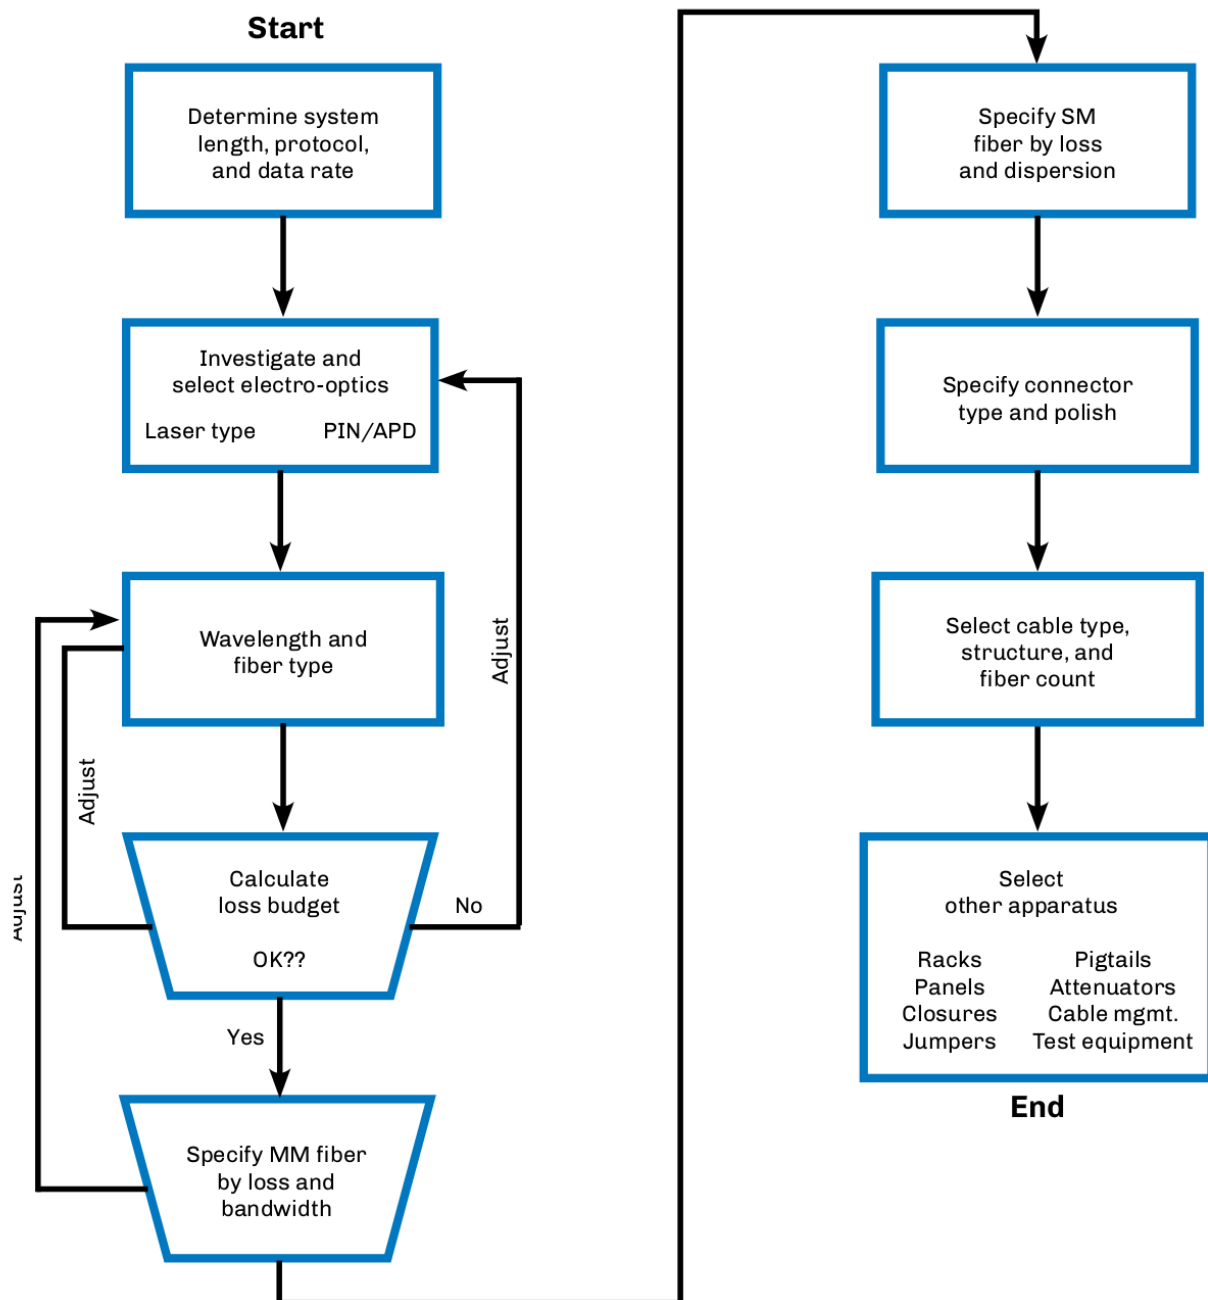 Start
Determine system
length, protocol,
and data rate
Investigate and
select electro-optics
Laser type PIN/APD
Wavelength and
fiber type
Adjust
Adjust
Adjust
Calculate
loss budget
OK??
No
Yes
Specify MM fiber
by loss and
bandwidth
Specify SM
fiber by loss
and dispersion
Specify connector
type and polish
Select cable type,
structure, and
fiber count
Select
other apparatus
Racks Pigtails
Panels Attenuators
Closures Cable mgmt.
Jumpers Test equipment
End